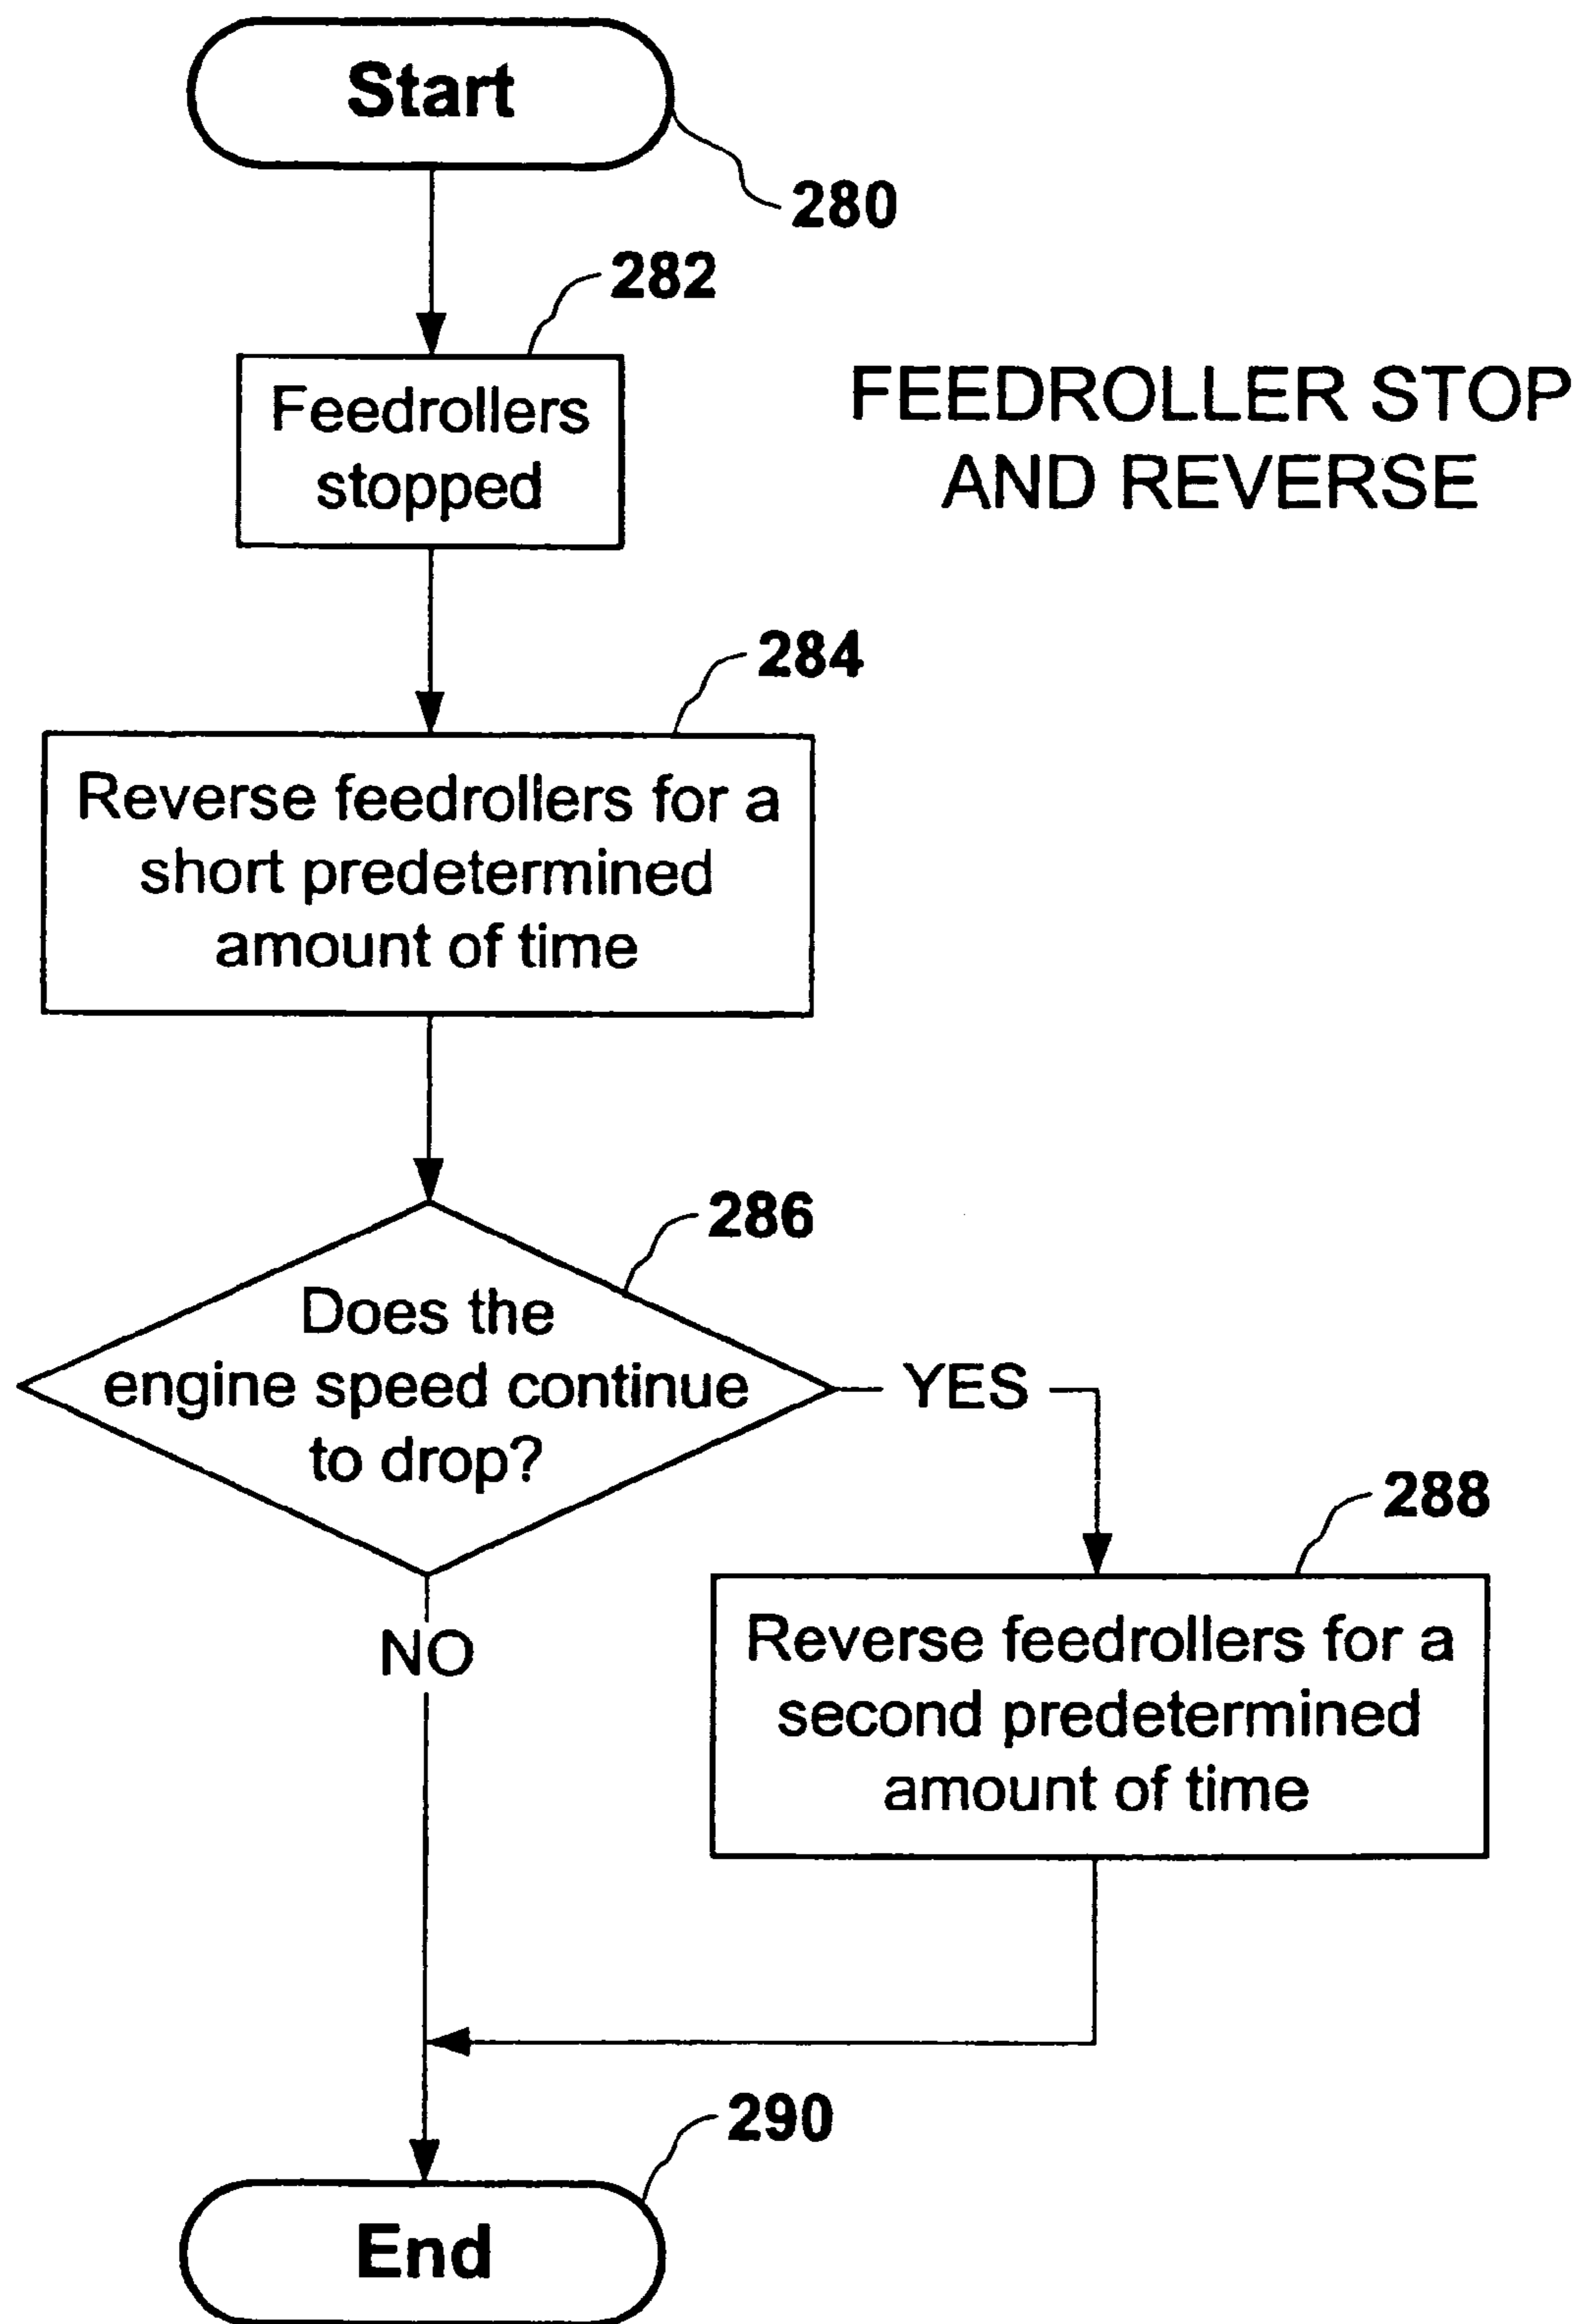 Start
280
282
Feedrollers
stopped
FEEDROLLER STOP
AND REVERSE
284
Reverse feedrollers for a
short predetermined
amount of time
286
Does the
engine speed continue
to drop?
YES
NO
288
Reverse feedrollers for a
second predetermined
amount of time
290
End